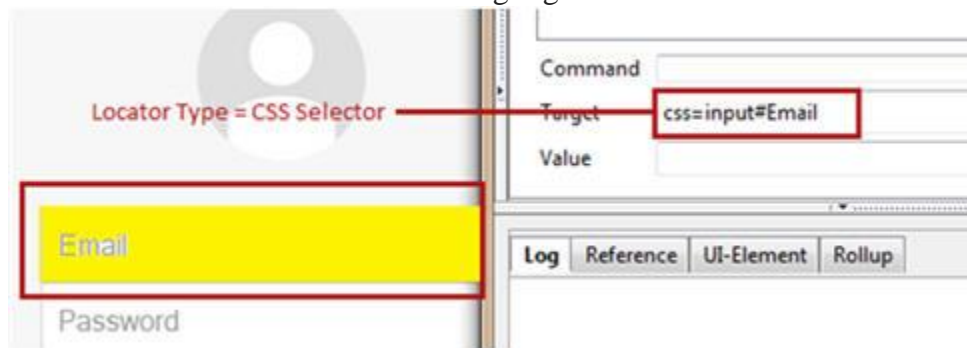 Command
Locator Type = CSS Selector
Target css=input#Email
Value
Email
Log Reference UI-Element Rollup
Password